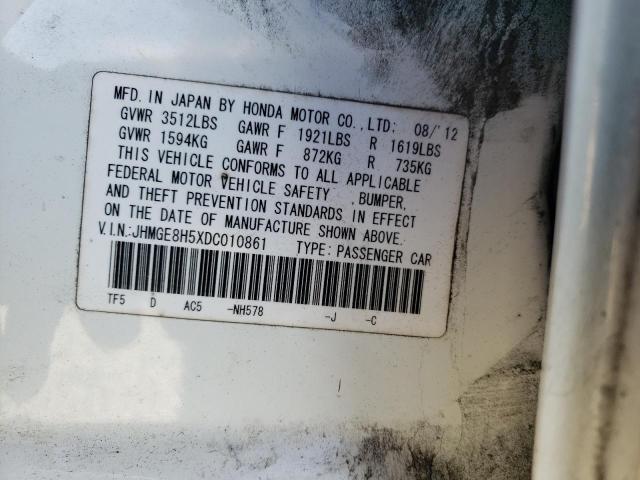 MFD. IN JAPAN BY HONDA MOTOR CO.,LTD: 08/'12
GVWR 3512LBS GAWR F 1921LBS R 1619LBS
GVWR 1594KG GAWR F 872KG R 735KG
THIS VEHICLE CONFORMS TO ALL APPLICABLE
FEDERAL MOTOR VEHICLE SAFETY ,BUMPER,
AND THEFT PREVENTION STANDARDS IN EFFECT
ON THE DATE OF MANUFACTURE SHOWN ABOVE.
V.I.N:JHMGE8H5XDC010861 TYPE:PASSENGER CAR
TF5 D AC5 -NH578 -J -C